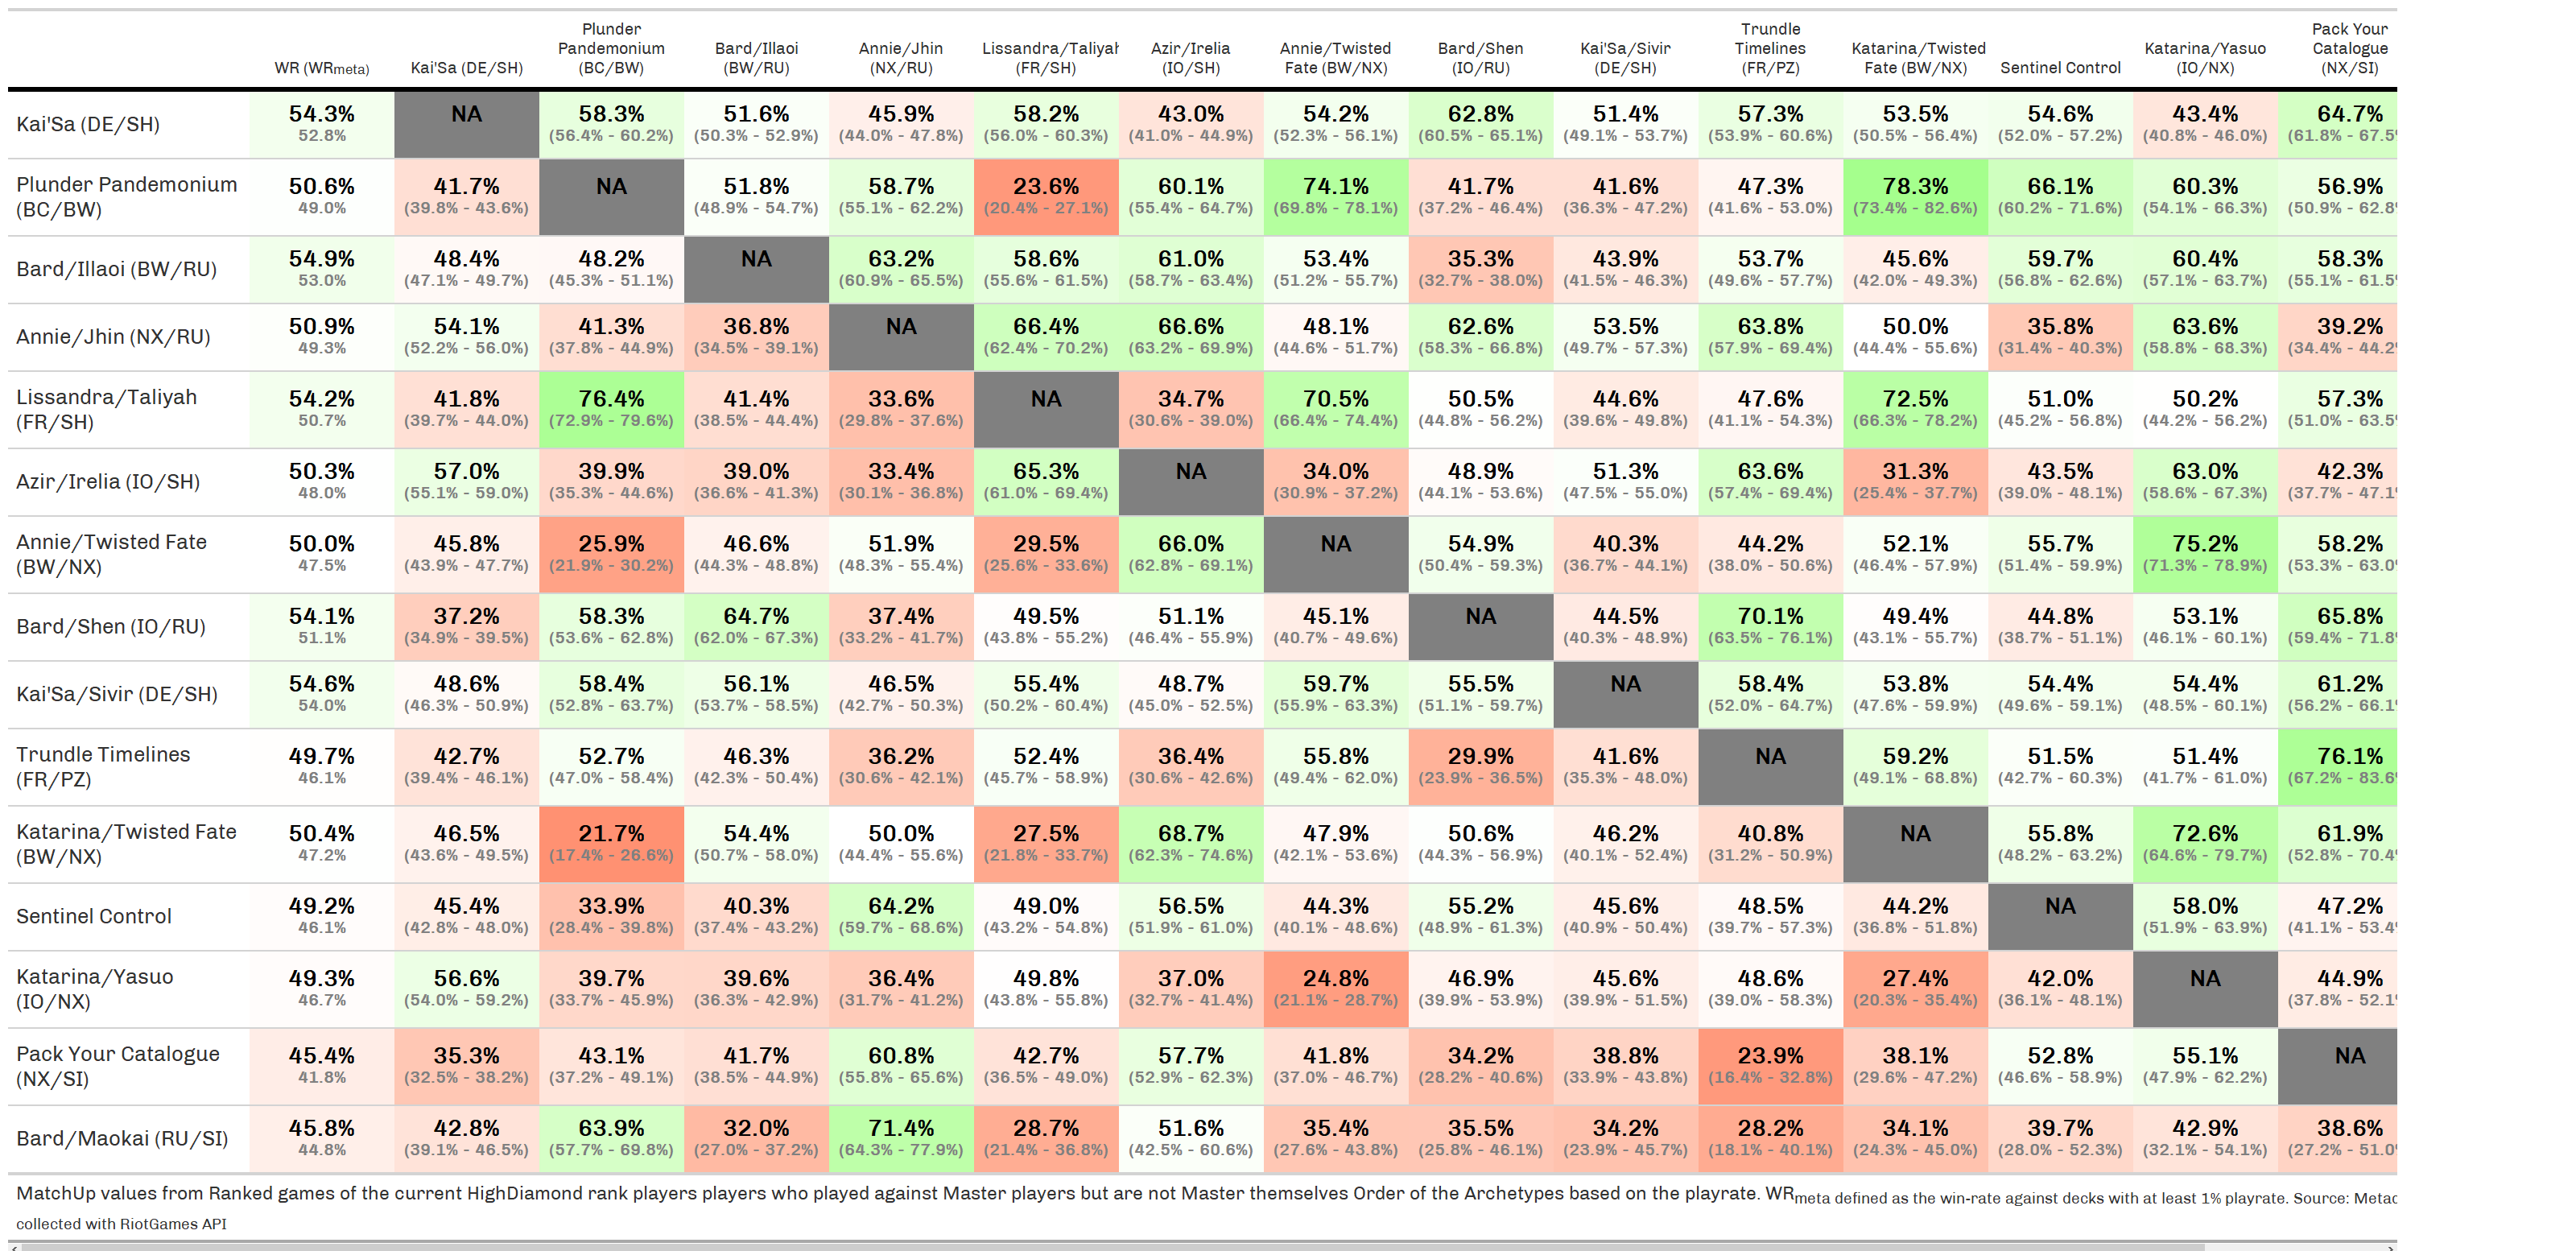 Plunder
Pandemonium
(BC/BW)
Trundle
Timelines
(FR/PZ)
Pack Your
Catalogue
(NX/SI)
WR (WRmeta) Kai'Sa (DE/SH) Bard/Illaoi (BW/RU) Annie/Jhin (NX/RU) Lissandra/Taliyah (FR/SH) Azir/Irelia (IO/SH) Annie/Twisted Fate (BW/NX) Bard/Shen (IO/RU) Kai'Sa/Sivir (DE/SH) Katarina/Twisted Fate (BW/NX) Sentinel Control Katarina/Yasuo (IO/NX)
Kai'Sa (DE/SH)
54.3% NA 58.3% 51.6% 45.9% 58.2% 43.0% 54.2% 62.8% 51.4% 57.3% 53.5% 54.6% 43.4% 64.7%
52.8% (56.4% - 60.2%) (50.3% - 52.9%) (44.0% - 47.8%) (56.0% - 60.3%) (41.0% - 44.9%) (52.3% - 56.1%) (60.5% - 65.1%) (49.1% - 53.7%) (53.9% - 60.6%) (50.5% - 56.4%) (52.0% - 57.2%) (40.8% - 46.0%) (61.8% - 67.5%
Plunder Pandemonium
(BC/BW)
50.6% 41.7% NA 51.8% 58.7% 23.6% 60.1% 74.1% 41.7% 41.6% 47.3% 78.3% 66.1% 60.3% 56.9%
49.0% (39.8% - 43.6%) (48.9% - 54.7%) (55.1% - 62.2%) (20.4% - 27.1%) (55.4% - 64.7%) (69.8% - 78.1%) (37.2% - 46.4%) (36.3% - 47.2%) (41.6% - 53.0%) (73.4% - 82.6%) (60.2% - 71.6%) (54.1% - 66.3%) (50.9% - 62.8%
Bard/Illaoi (BW/RU)
54.9% 48.4% 48.2% NA 63.2% 58.6% 61.0% 53.4% 35.3% 43.9% 53.7% 45.6% 59.7% 60.4% 58.3%
53.0% (47.1% - 49.7%) (45.3% - 51.1%) (60.9% - 65.5%) (55.6% - 61.5%) (58.7% - 63.4%) (51.2% - 55.7%) (32.7% - 38.0%) (41.5% - 46.3%) (49.6% - 57.7%) (42.0% - 49.3%) (56.8% - 62.6%) (57.1% - 63.7%) (55.1% - 61.5%
Annie/Jhin (NX/RU)
50.9% 54.1% 41.3% 36.8% NA 66.4% 66.6% 48.1% 62.6% 53.5% 63.8% 50.0% 35.8% 63.6% 39.2%
49.3% (52.2% - 56.0%) (37.8% - 44.9%) (34.5% - 39.1%) (62.4% - 70.2%) (63.2% - 69.9%) (44.6% - 51.7%) (58.3% - 66.8%) (49.7% - 57.3%) (57.9% - 69.4%) (44.4% - 55.6%) (31.4% - 40.3%) (58.8% - 68.3%) (34.4% - 44.2%
Lissandra/Taliyah
(FR/SH)
54.2% 41.8% 76.4% 41.4% 33.6% NA 34.7% 70.5% 50.5% 44.6% 47.6% 72.5% 51.0% 50.2% 57.3%
50.7% (39.7% - 44.0%) (72.9% - 79.6%) (38.5% - 44.4%) (29.8% - 37.6%) (30.6% - 39.0%) (66.4% - 74.4%) (44.8% - 56.2%) (39.6% - 49.8%) (41.1% - 54.3%) (66.3% - 78.2%) (45.2% - 56.8%) (44.2% - 56.2%) (51.0% - 63.5%
Azir/Irelia (IO/SH)
50.3% 57.0% 39.9% 39.0% 33.4% 65.3% NA 34.0% 48.9% 51.3% 63.6% 31.3% 43.5% 63.0% 42.3%
48.0% (55.1% - 59.0%) (35.3% - 44.6%) (36.6% - 41.3%) (30.1% - 36.8%) (61.0% - 69.4%) (30.9% - 37.2%) (44.1% - 53.6%) (47.5% - 55.0%) (57.4% - 69.4%) (25.4% - 37.7%) (39.0% - 48.1%) (58.6% - 67.3%) (37.7% - 47.1%
Annie/Twisted Fate
(BW/NX)
50.0% 45.8% 25.9% 46.6% 51.9% 29.5% 66.0% NA 54.9% 40.3% 44.2% 52.1% 55.7% 75.2% 58.2%
47.5% (43.9% - 47.7%) (21.9% - 30.2%) (44.3% - 48.8%) (48.3% - 55.4%) (25.6% - 33.6%) (62.8% - 69.1%) (50.4% - 59.3%) (36.7% - 44.1%) (38.0% - 50.6%) (46.4% - 57.9%) (51.4% - 59.9%) (71.3% - 78.9%) (53.3% - 63.0%
Bard/Shen (IO/RU)
54.1% 37.2% 58.3% 64.7% 37.4% 49.5% 51.1% 45.1% NA 44.5% 70.1% 49.4% 44.8% 53.1% 65.8%
51.1% (34.9% - 39.5%) (53.6% - 62.8%) (62.0% - 67.3%) (33.2% - 41.7%) (43.8% - 55.2%) (46.4% - 55.9%) (40.7% - 49.6%) (40.3% - 48.9%) (63.5% - 76.1%) (43.1% - 55.7%) (38.7% - 51.1%) (46.1% - 60.1%) (59.4% - 71.8%
Kai'Sa/Sivir (DE/SH)
54.6% 48.6% 58.4% 56.1% 46.5% 55.4% 48.7% 59.7% 55.5% NA 58.4% 53.8% 54.4% 54.4% 61.2%
54.0% (46.3% - 50.9%) (52.8% - 63.7%) (53.7% - 58.5%) (42.7% - 50.3%) (50.2% - 60.4%) (45.0% - 52.5%) (55.9% - 63.3%) (51.1% - 59.7%) (52.0% - 64.7%) (47.6% - 59.9%) (49.6% - 59.1%) (48.5% - 60.1%) (56.2% - 66.1%
Trundle Timelines
(FR/PZ)
49.7% 42.7% 52.7% 46.3% 36.2% 52.4% 36.4% 55.8% 29.9% 41.6% NA 59.2% 51.5% 51.4% 76.1%
46.1% (39.4% - 46.1%) (47.0% - 58.4%) (42.3% - 50.4%) (30.6% - 42.1%) (45.7% - 58.9%) (30.6% - 42.6%) (49.4% - 62.0%) (23.9% - 36.5%) (35.3% - 48.0%) (49.1% - 68.8%) (42.7% - 60.3%) (41.7% - 61.0%) (67.2% - 83.6%
Katarina/Twisted Fate
(BW/NX)
50.4% 46.5% 21.7% 54.4% 50.0% 27.5% 68.7% 47.9% 50.6% 46.2% 40.8% NA 55.8% 72.6% 61.9%
47.2% (43.6% - 49.5%) (17.4% - 26.6%) (50.7% - 58.0%) (44.4% - 55.6%) (21.8% - 33.7%) (62.3% - 74.6%) (42.1% - 53.6%) (44.3% - 56.9%) (40.1% - 52.4%) (31.2% - 50.9%) (48.2% - 63.2%) (64.6% - 79.7%) (52.8% - 70.4%
Sentinel Control
49.2% 45.4% 33.9% 40.3% 64.2% 49.0% 56.5% 44.3% 55.2% 45.6% 48.5% 44.2% NA 58.0% 47.2%
46.1% (42.8% - 48.0%) (28.4% - 39.8%) (37.4% - 43.2%) (59.7% - 68.6%) (43.2% - 54.8%) (51.9% - 61.0%) (40.1% - 48.6%) (48.9% - 61.3%) (40.9% - 50.4%) (39.7% - 57.3%) (36.8% - 51.8%) (51.9% - 63.9%) (41.1% - 53.4%
Katarina/Yasuo
(IO/NX)
49.3% 56.6% 39.7% 39.6% 36.4% 49.8% 37.0% 24.8% 46.9% 45.6% 48.6% 27.4% 42.0% NA 44.9%
46.7% (54.0% - 59.2%) (33.7% - 45.9%) (36.3% - 42.9%) (31.7% - 41.2%) (43.8% - 55.8%) (32.7% - 41.4%) (21.1% - 28.7%) (39.9% - 53.9%) (39.9% - 51.5%) (39.0% - 58.3%) (20.3% - 35.4%) (36.1% - 48.1%) (37.8% - 52.1%
Pack Your Catalogue
(NX/SI)
45.4% 35.3% 43.1% 41.7% 60.8% 42.7% 57.7% 41.8% 34.2% 38.8% 23.9% 38.1% 52.8% 55.1% NA
41.8% (32.5% - 38.2%) (37.2% - 49.1%) (38.5% - 44.9%) (55.8% - 65.6%) (36.5% - 49.0%) (52.9% - 62.3%) (37.0% - 46.7%) (28.2% - 40.6%) (33.9% - 43.8%) (16.4% - 32.8%) (29.6% - 47.2%) (46.6% - 58.9%) (47.9% - 62.2%)
Bard/Maokai (RU/SI)
45.8% 42.8% 63.9% 32.0% 71.4% 28.7% 51.6% 35.4% 35.5% 34.2% 28.2% 34.1% 39.7% 42.9% 38.6%
44.8% (39.1% - 46.5%) (57.7% - 69.8%) (27.0% - 37.2%) (64.3% - 77.9%) (21.4% - 36.8%) (42.5% - 60.6%) (27.6% - 43.8%) (25.8% - 46.1%) (23.9% - 45.7%) (18.1% - 40.1%) (24.3% - 45.0%) (28.0% - 52.3%) (32.1% - 54.1%) (27.2% - 51.0%
MatchUp values from Ranked games of the current HighDiamond rank players players who played against Master players but are not Master themselves Order of the Archetypes based on the playrate. WRmeta defined as the win-rate against decks with at least 1% playrate. Source:
collected with RiotGames API